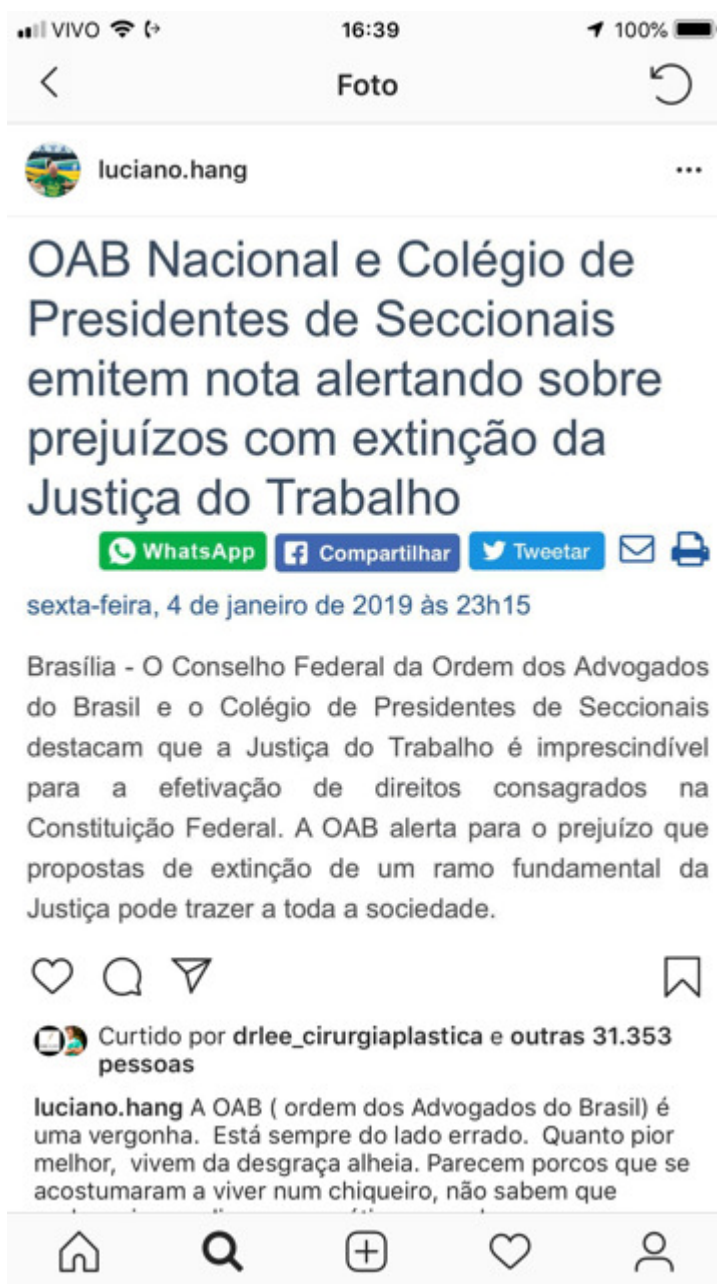 VIVO 16:39 100%
Foto
luciano.hang
OAB Nacional e Colégio de
Presidentes de Seccionais
emitem nota alertando sobre
prejuízos com extinção da
Justiça do Trabalho
WhatsApp Compartilhar Tweetar
sexta-feira, 4 de janeiro de 2019 às 23h15
Brasília - O Conselho Federal da Ordem dos Advogados
do Brasil e o Colégio de Presidentes de Seccionais
destacam que a Justiça do Trabalho é imprescindível
para a efetivação de direitos consagrados na
Constituição Federal. A OAB alerta para o prejuízo que
propostas de extinção de um ramo fundamental da
Justiça pode trazer a toda a sociedade.
Curtido por drlee_cirurgiaplastica e outras 31.353
pessoas
luciano.hang A OAB ( ordem dos Advogados do Brasil) é
uma vergonha. Está sempre do lado errado. Quanto pior
melhor, vivem da desgraça alheia. Parecem porcos que se
acostumaram a viver num chiqueiro, não sabem que